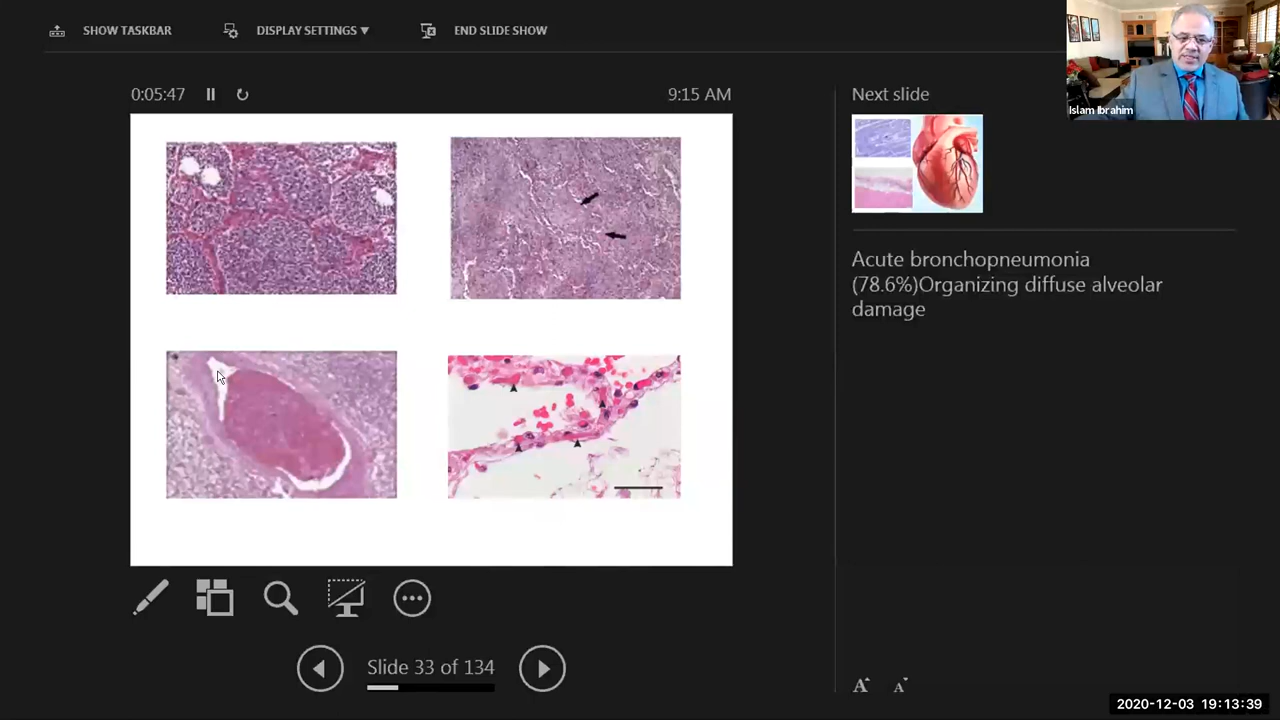 SHOW TASKBAR
DISPLAY SETTINGS ▼
END SLIDE SHOW
0:05:47
9:15 AM
Next slide
Islam Ibrahim
Acute bronchopneumonia
(78.6%)Organizing diffuse alveolar
damage
Slide 33 of 134
A A
2020-12-03 19:13:39